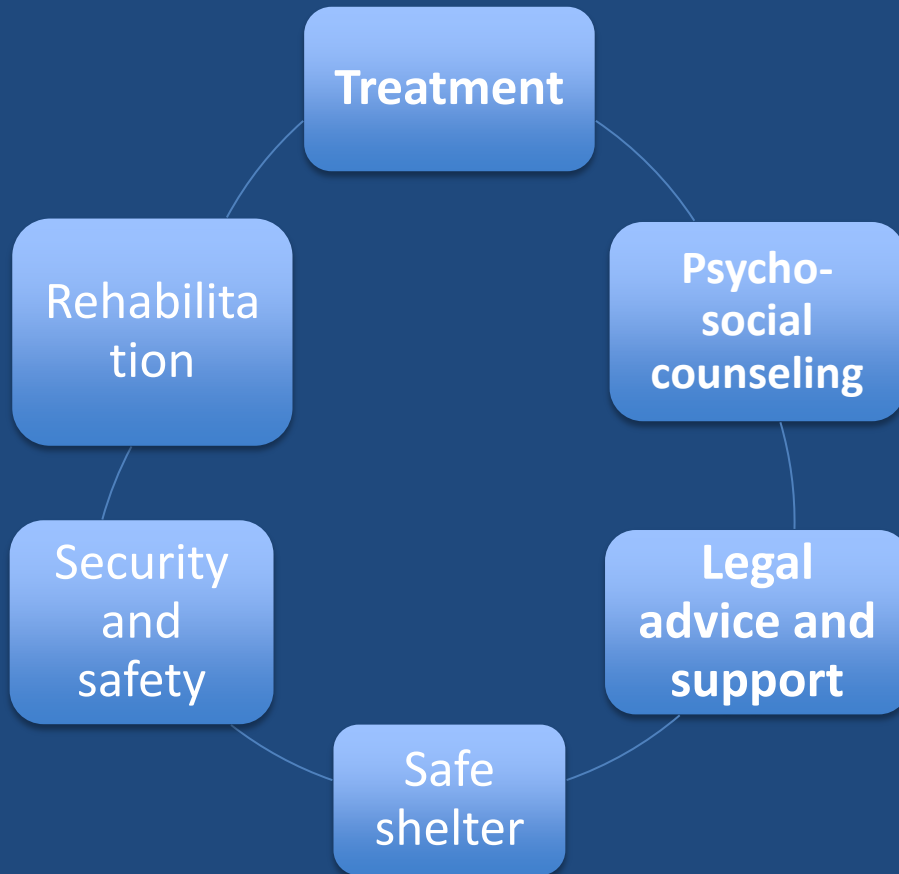 Treatment
Psycho-
social
counseling
Legal
advice and
support
Safe
shelter
Security
and
safety
Rehabilita
tion